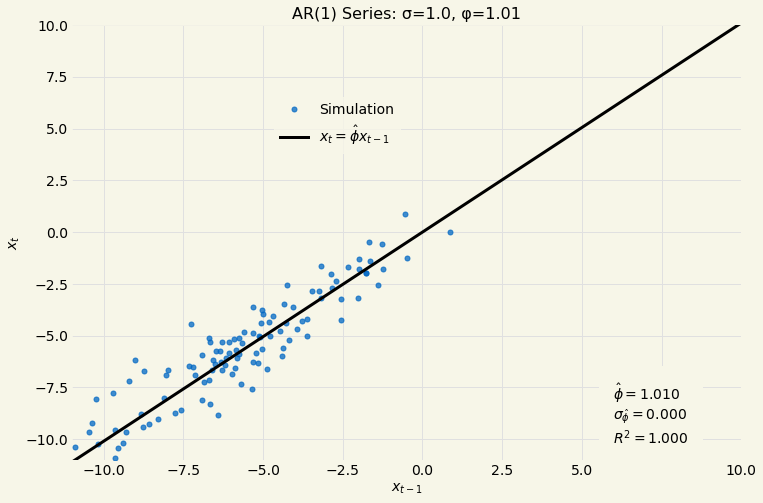 AR(1) Series: σ=1.0, φ=1.01
10.0
7.5
5.0
2.5
0.0
−2.5
−5.0
−7.5
−10.0
x_t
Simulation
x_t = ϕ̂x_{t−1}
ϕ̂ = 1.010
σ_ϕ̂ = 0.000
R² = 1.000
−10.0 −7.5 −5.0 −2.5 0.0 2.5 5.0 10.0
x_{t−1}